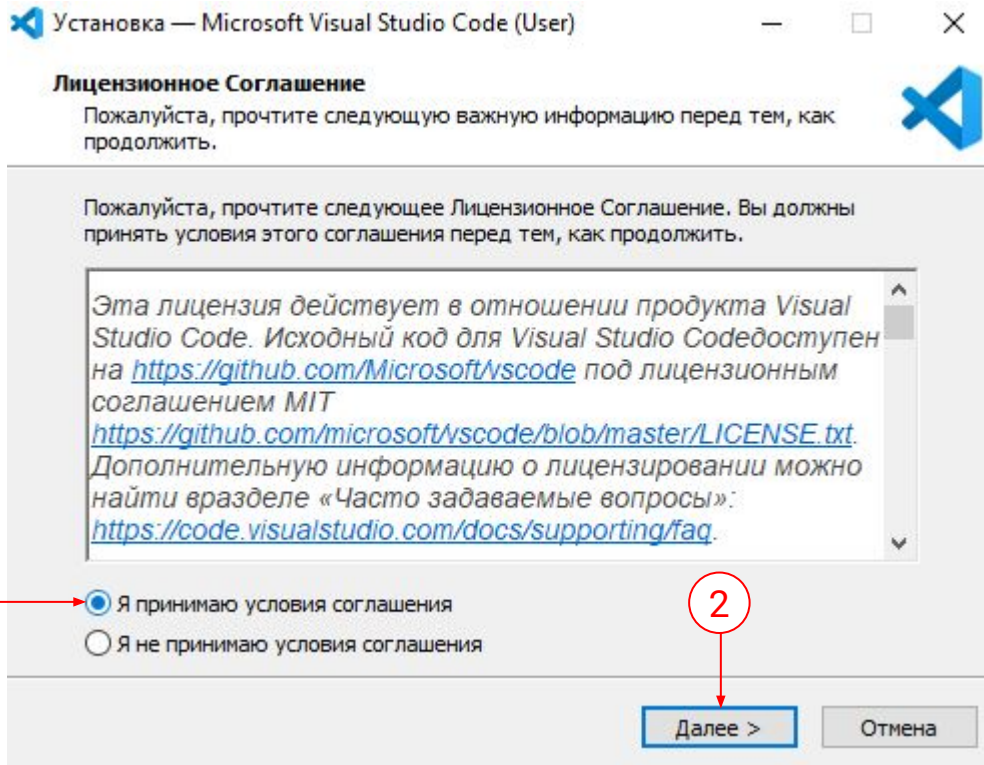 Установка — Microsoft Visual Studio Code (User)
Лицензионное Соглашение
Пожалуйста, прочтите следующую важную информацию перед тем, как
продолжить.
Пожалуйста, прочтите следующее Лицензионное Соглашение. Вы должны
принять условия этого соглашения перед тем, как продолжить.
Эта лицензия действует в отношении продукта Visual
Studio Code. Исходный код для Visual Studio Codeдоступен
на https://github.com/Microsoft/vscode под лицензионным
соглашением MIT
https://github.com/microsoft/vscode/blob/master/LICENSE.txt.
Дополнительную информацию о лицензировании можно
найти вразделе «Часто задаваемые вопросы»:
https://code.visualstudio.com/docs/supporting/faq.
Я принимаю условия соглашения
2
Я не принимаю условия соглашения
Далее >
Отмена